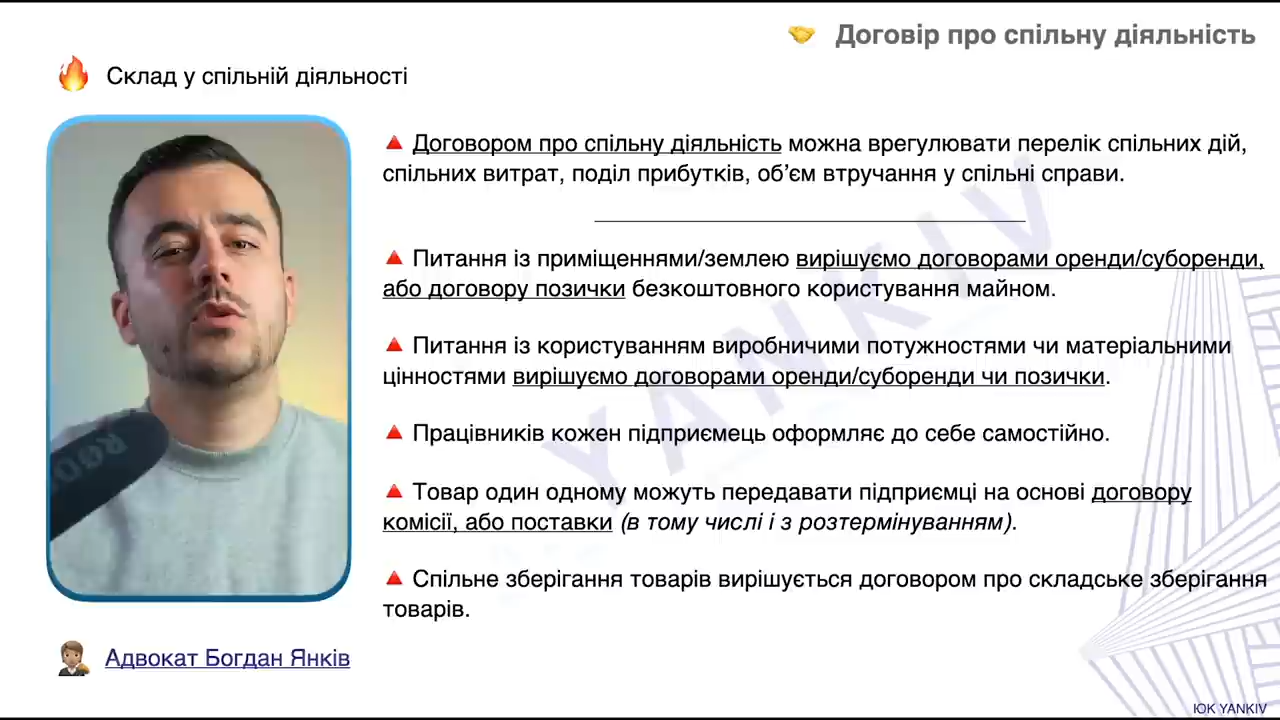 Договір про спільну діяльність
Склад у спільній діяльності
Договором про спільну діяльність можна врегулювати перелік спільних дій,
спільних витрат, поділ прибутків, об’єм втручання у спільні справи.
Питання із приміщеннями/землею вирішуємо договорами оренди/суборенди,
або договору позички безкоштовного користування майном.
Питання із користуванням виробничими потужностями чи матеріальними
цінностями вирішуємо договорами оренди/суборенди чи позички.
Працівників кожен підприємець оформляє до себе самостійно.
Товар один одному можуть передавати підприємці на основі договору
комісії, або поставки (в тому числі і з розтермінуванням).
Спільне зберігання товарів вирішується договором про складське зберігання
товарів.
Адвокат Богдан Янків
YANKIV
RØDE
ЮК YANKIV